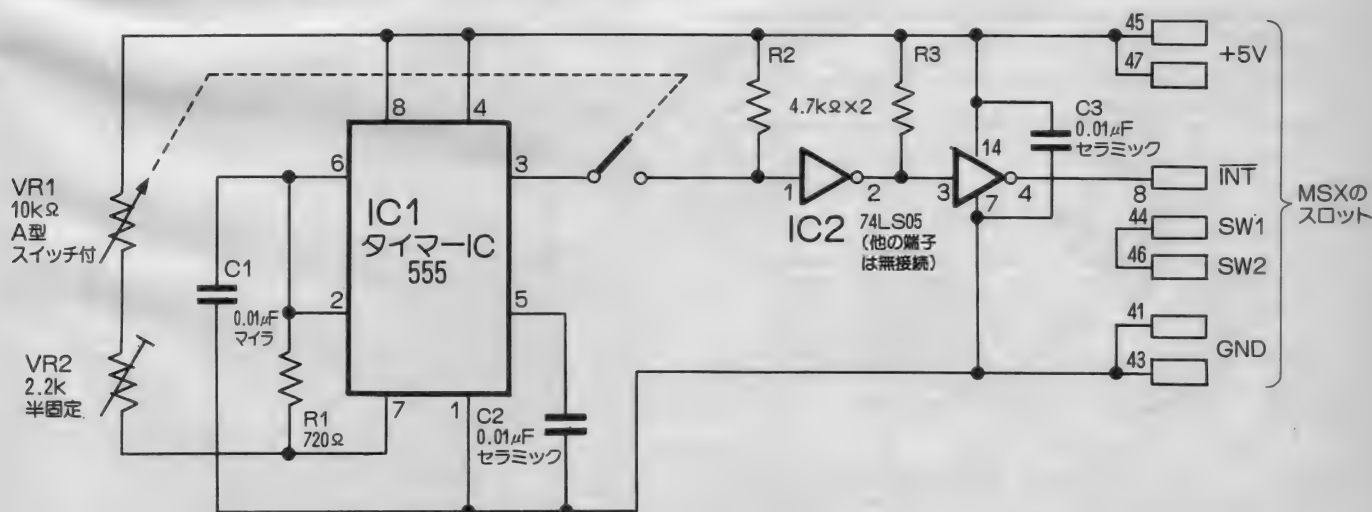 VR1
10kΩ
A型
スイッチ付
VR2
2.2k
半固定
C1
0.01μF
マイラ
R1
720Ω
8
4
6
3
2
5
7
1
IC1
タイマーIC
555
C2
0.01μF
セラミック
R2
R3
4.7kΩ×2
1
2
IC2
74LS05
(他の端子
は無接続)
3
4
14
7
C3
0.01μF
セラミック
45
47
+5V
8
INT
44
SW1
46
SW2
41
43
GND
MSXの
スロット